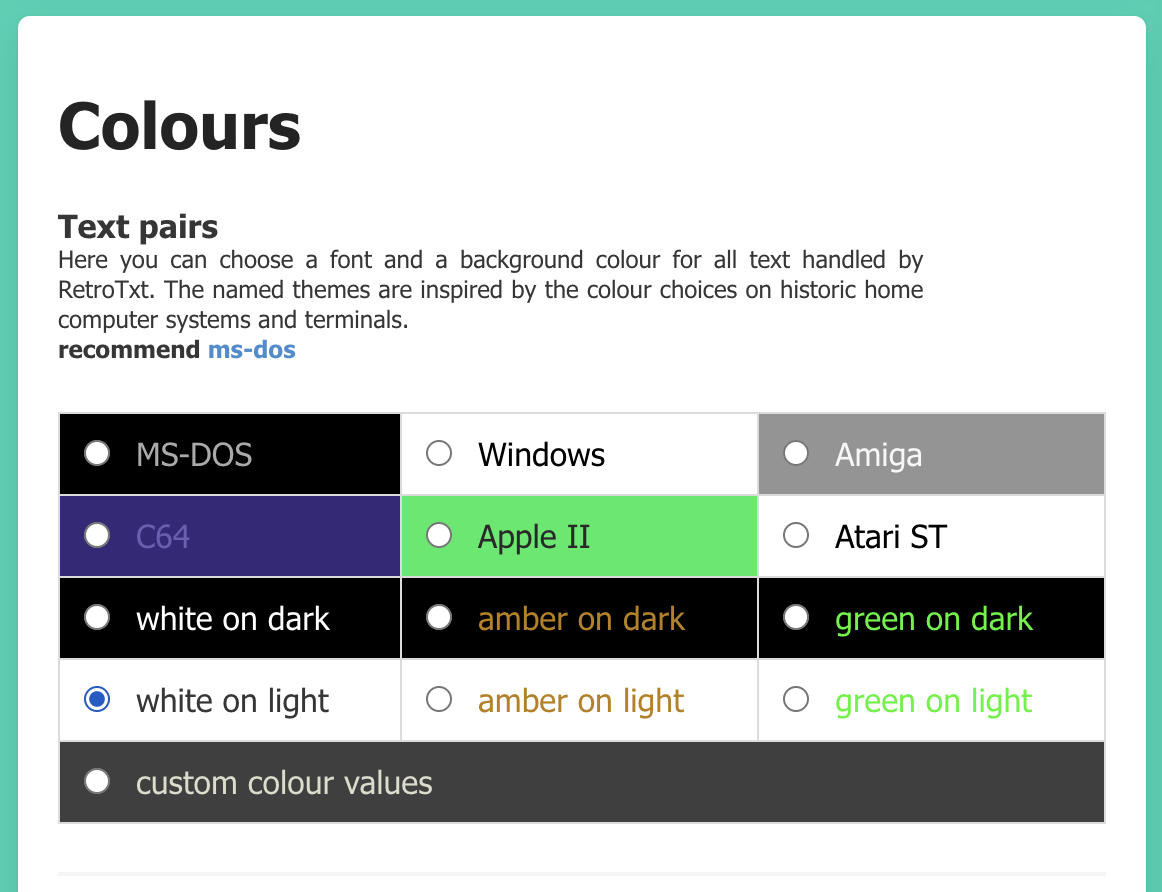 Colours
Text pairs
Here you can choose a font and a background colour for all text handled by
RetroTxt. The named themes are inspired by the colour choices on historic home
computer systems and terminals.
recommend ms-dos
MS-DOS Windows Amiga
C64 Apple II Atari ST
white on dark amber on dark green on dark
white on light amber on light green on light
custom colour values